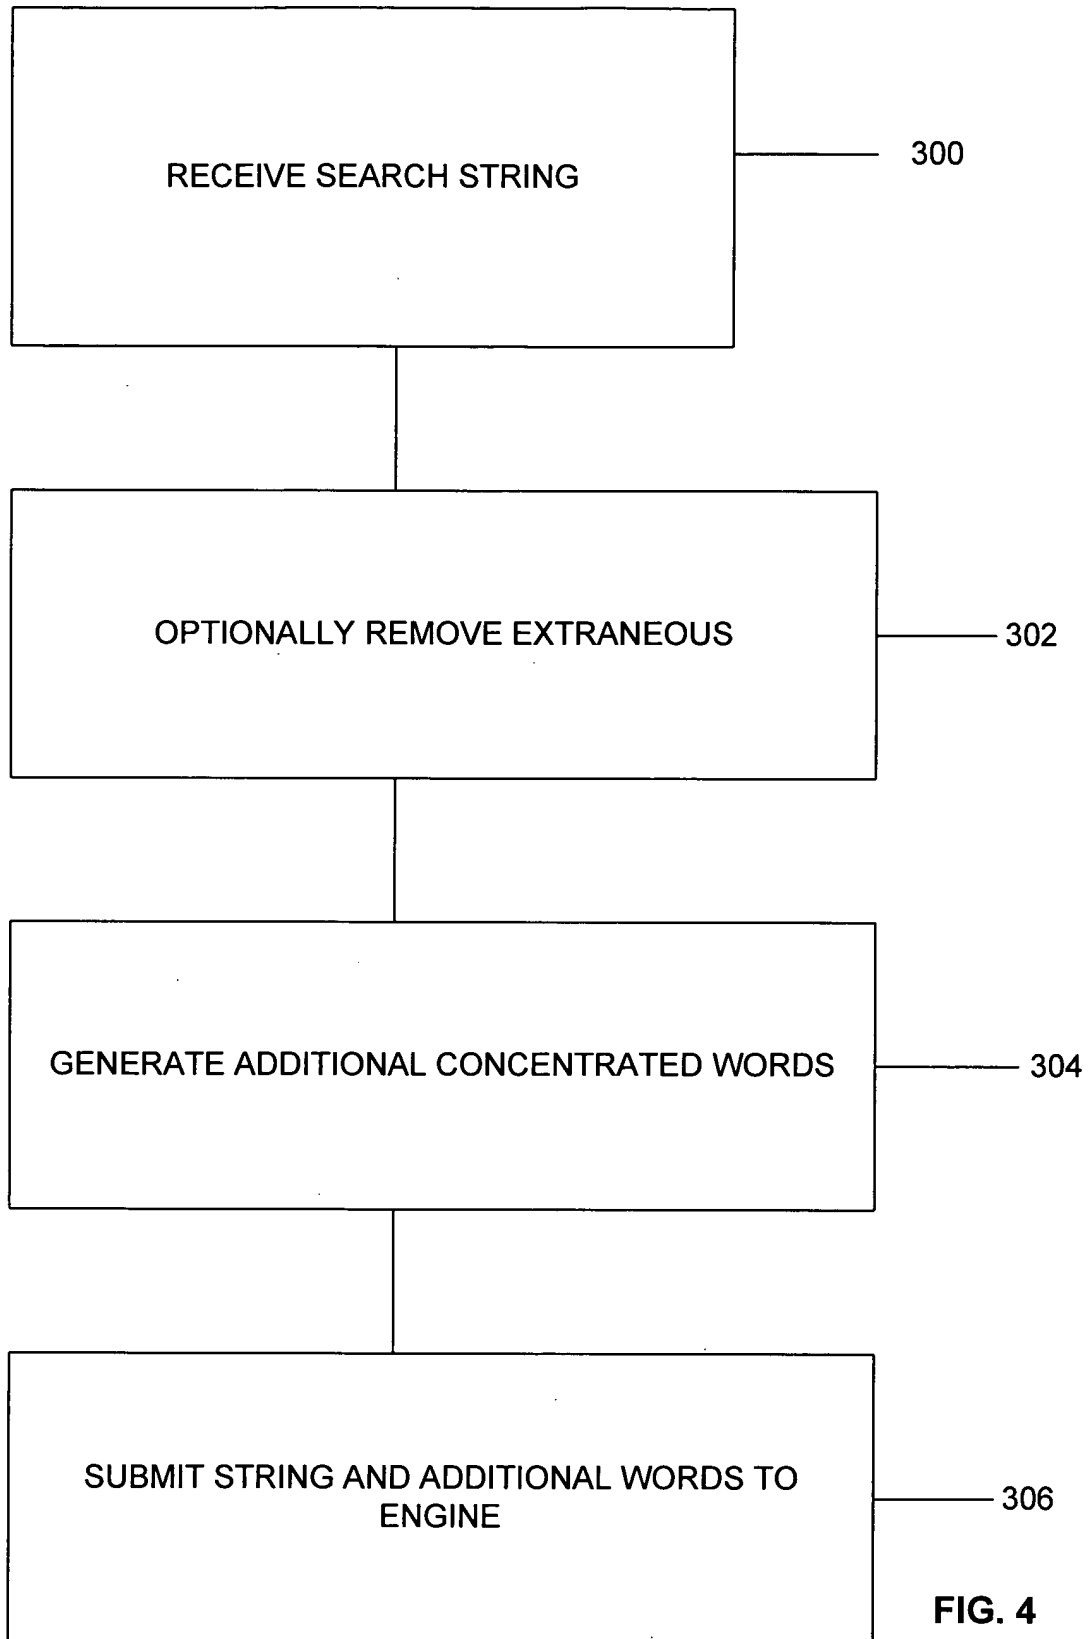 RECEIVE SEARCH STRING
300
OPTIONALLY REMOVE EXTRANEOUS
302
GENERATE ADDITIONAL CONCENTRATED WORDS
304
SUBMIT STRING AND ADDITIONAL WORDS TO
ENGINE
306
FIG. 4